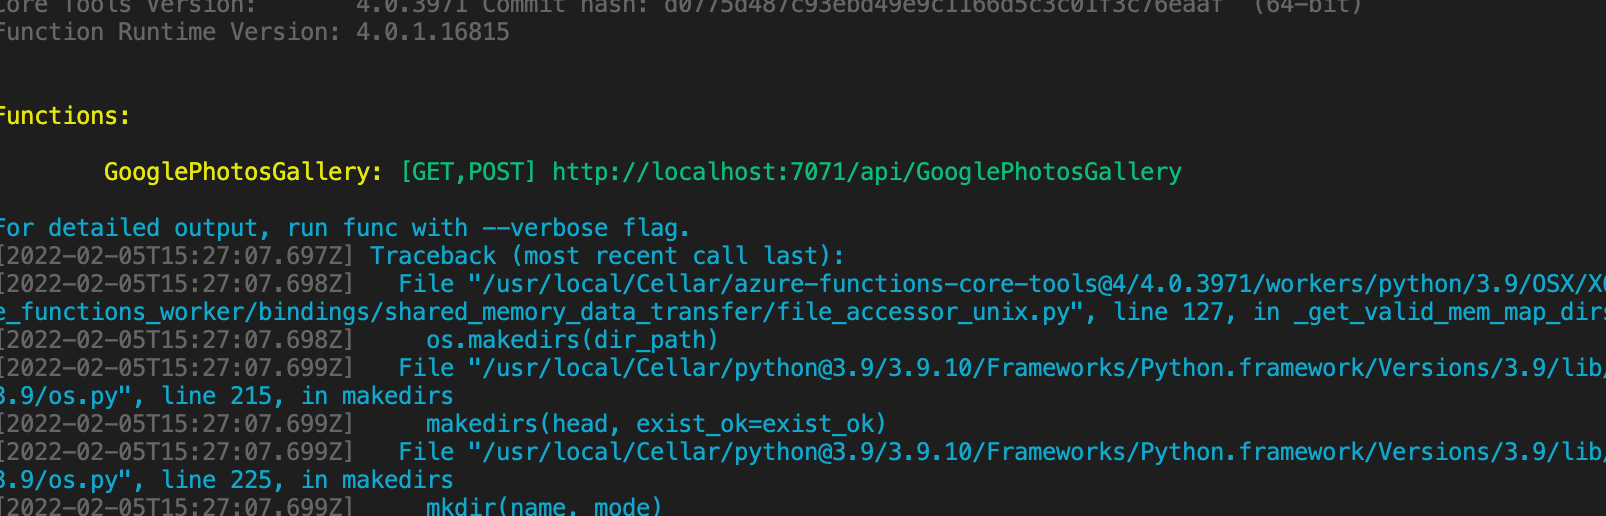 Core Tools Version:       4.0.3971 Commit hash: d0775d487c93ebd49e9c1166d5c3c01f3c76eaaf  (64-bit)
Function Runtime Version: 4.0.1.16815
Functions:
GooglePhotosGallery: [GET,POST] http://localhost:7071/api/GooglePhotosGallery
For detailed output, run func with --verbose flag.
[2022-02-05T15:27:07.697Z] Traceback (most recent call last):
[2022-02-05T15:27:07.698Z]   File "/usr/local/Cellar/azure-functions-core-tools@4/4.0.3971/workers/python/3.9/OSX/X6
e_functions_worker/bindings/shared_memory_data_transfer/file_accessor_unix.py", line 127, in _get_valid_mem_map_dirs
[2022-02-05T15:27:07.698Z]     os.makedirs(dir_path)
[2022-02-05T15:27:07.699Z]   File "/usr/local/Cellar/python@3.9/3.9.10/Frameworks/Python.framework/Versions/3.9/lib/
3.9/os.py", line 215, in makedirs
[2022-02-05T15:27:07.699Z]     makedirs(head, exist_ok=exist_ok)
[2022-02-05T15:27:07.699Z]   File "/usr/local/Cellar/python@3.9/3.9.10/Frameworks/Python.framework/Versions/3.9/lib/
3.9/os.py", line 225, in makedirs
[2022-02-05T15:27:07.699Z]     mkdir(name, mode)